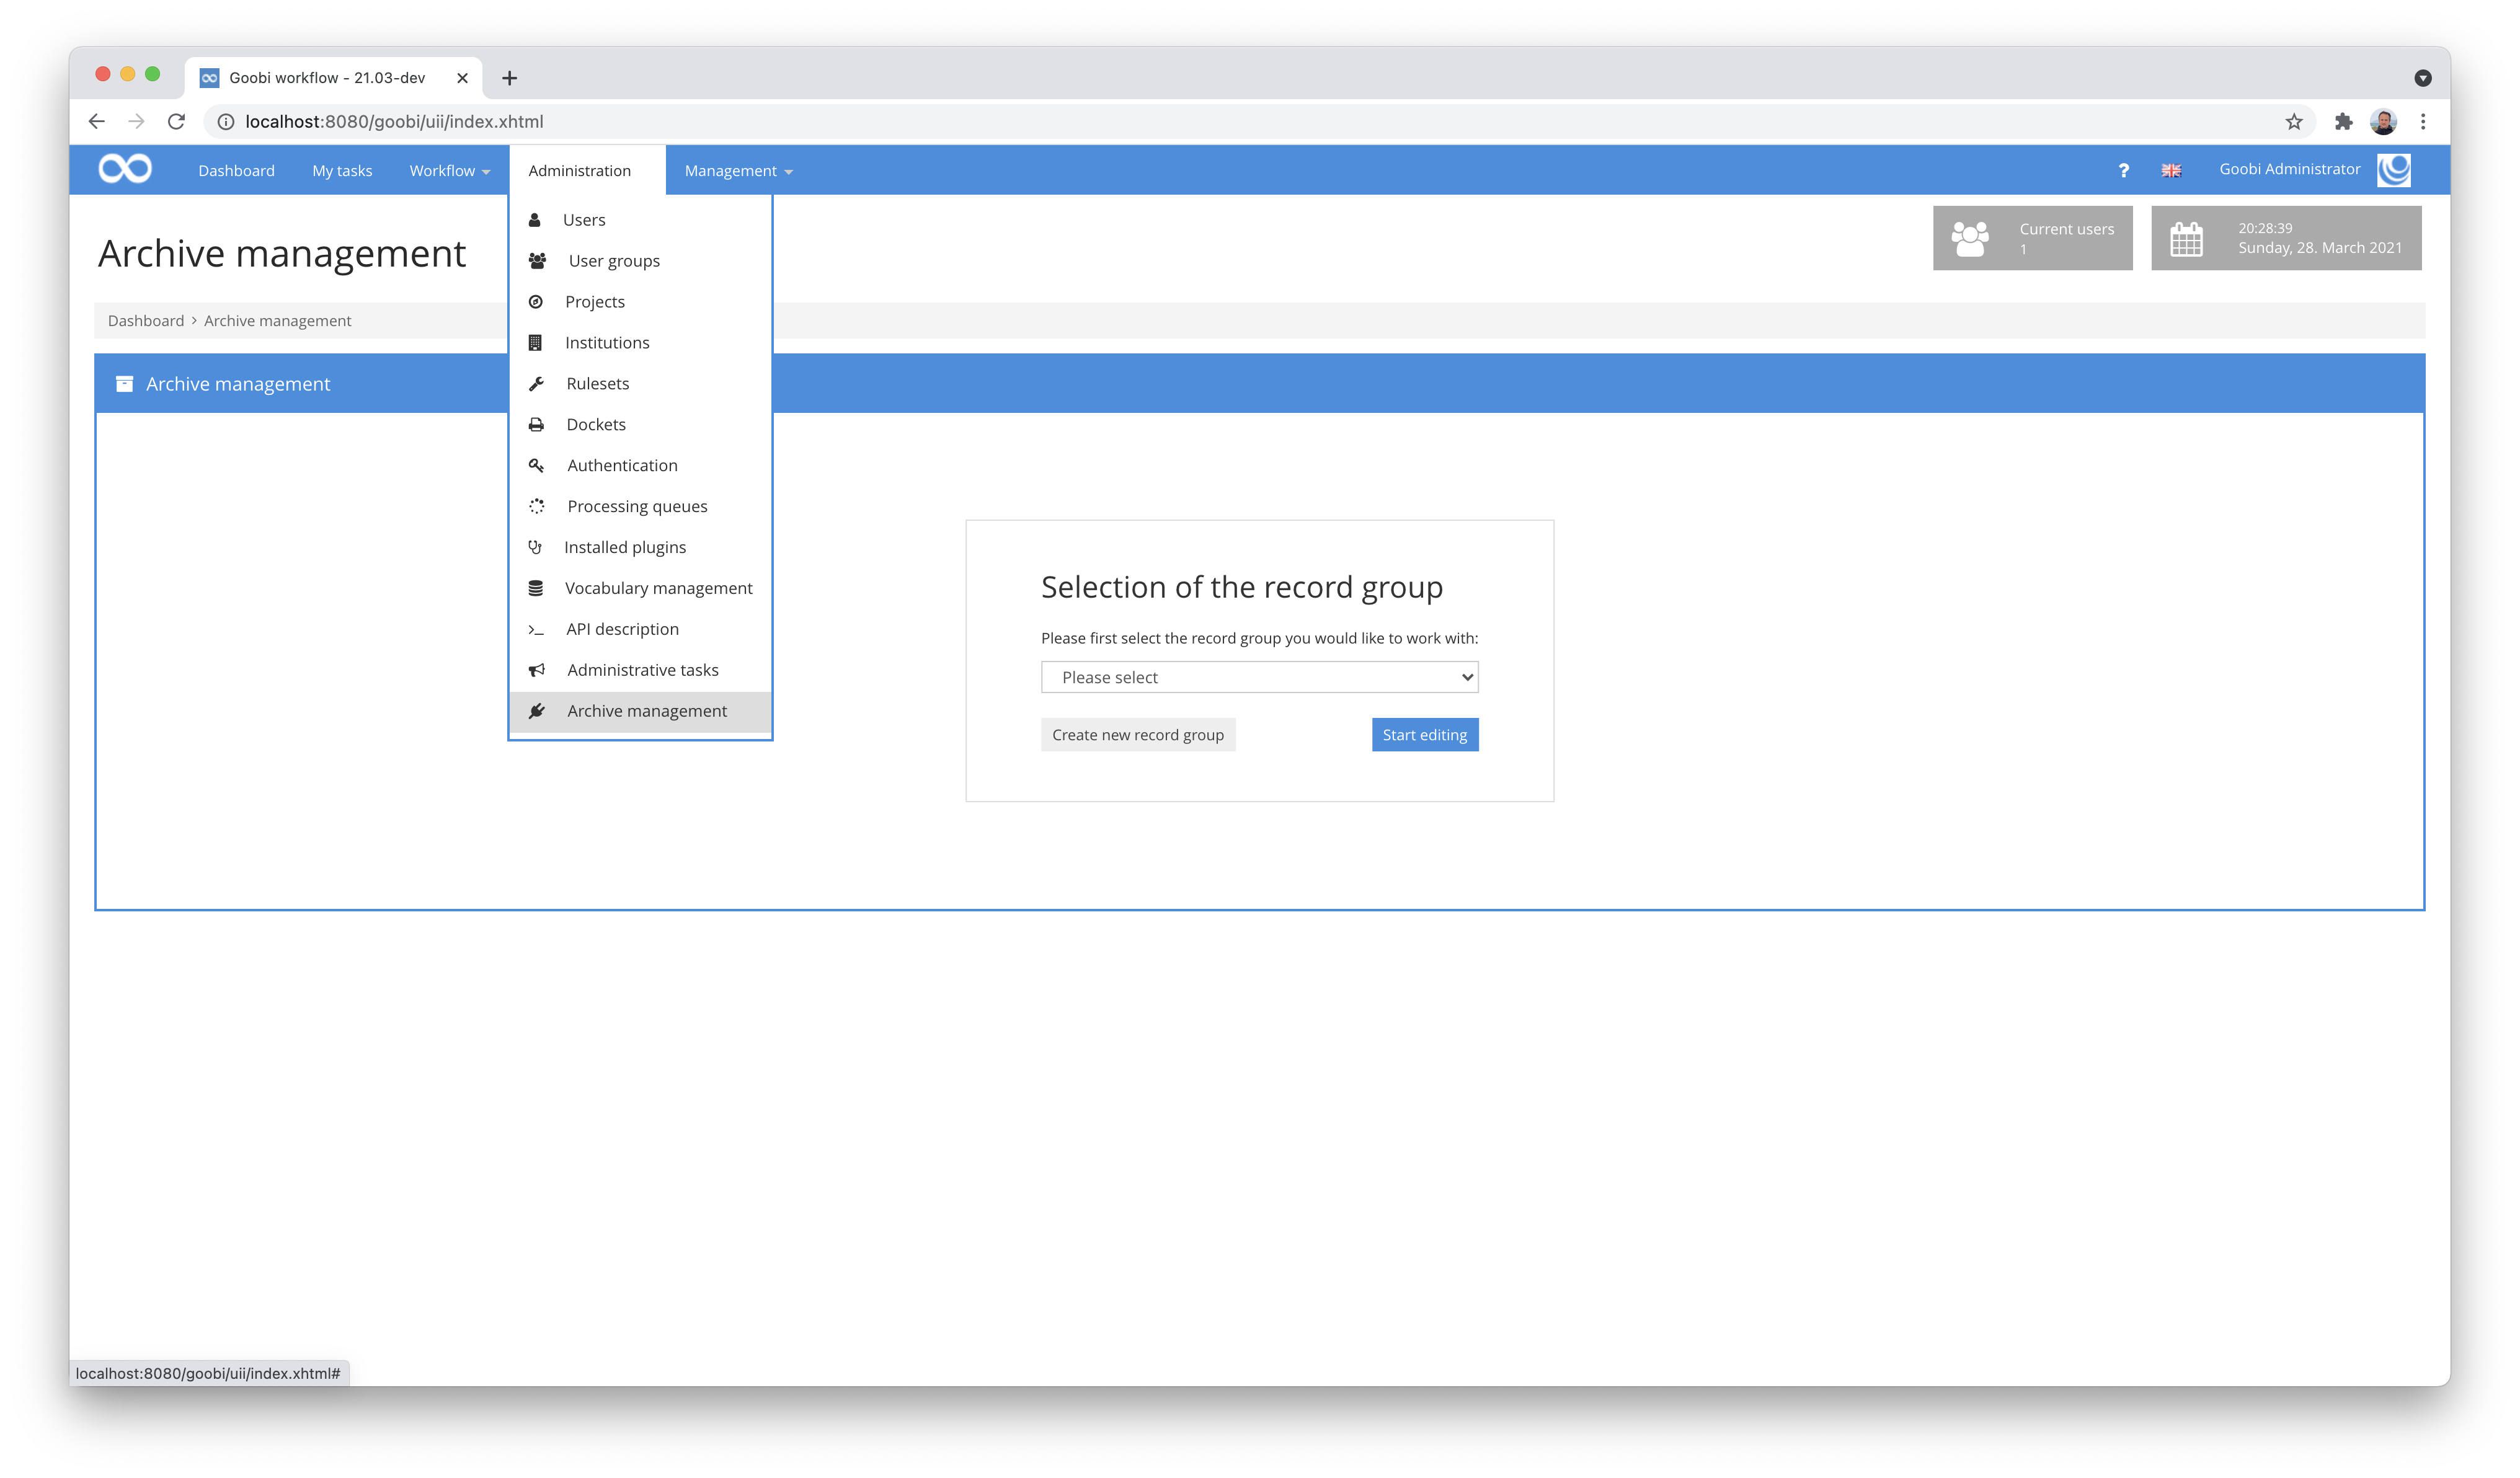 Goobi workflow - 21.03-dev
localhost:8080/goobi/uii/index.xhtml
Dashboard My tasks Workflow Administration Management ? Goobi Administrator
Archive management
Current users
1
20:28:39
Sunday, 28. March 2021
Dashboard › Archive management
Archive management
Users
User groups
Projects
Institutions
Rulesets
Dockets
Authentication
Processing queues
Installed plugins
Vocabulary management
API description
Administrative tasks
Archive management
Selection of the record group
Please first select the record group you would like to work with:
Please select
Create new record group Start editing
localhost:8080/goobi/uii/index.xhtml#